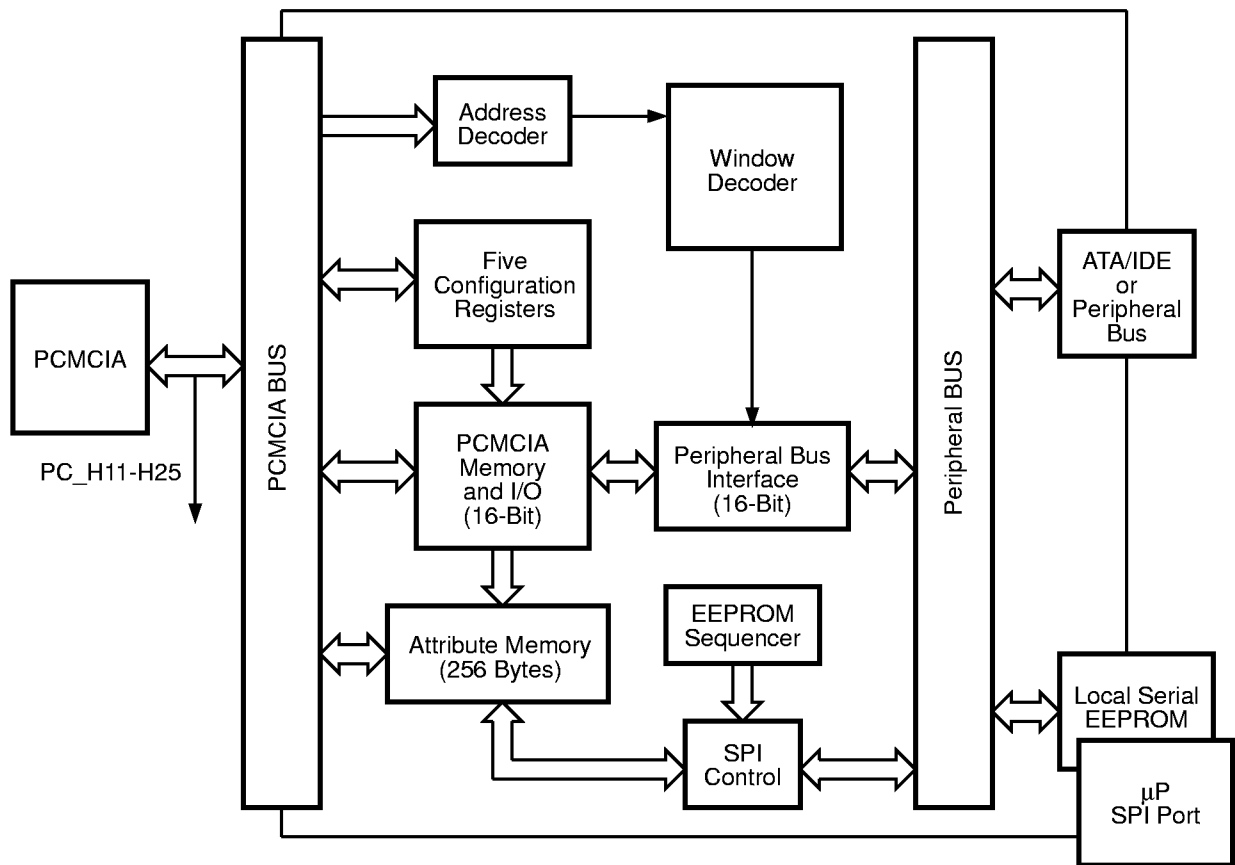 Address
Decoder
Window
Decoder
Five
Configuration
Registers
ATA/IDE
or
Peripheral
Bus
PCMCIA
PCMCIA BUS
Peripheral BUS
PC_H11-H25
PCMCIA
Memory
and I/O
(16-Bit)
Peripheral Bus
Interface
(16-Bit)
Attribute Memory
(256 Bytes)
EEPROM
Sequencer
SPI
Control
Local Serial
EEPROM
μP
SPI Port